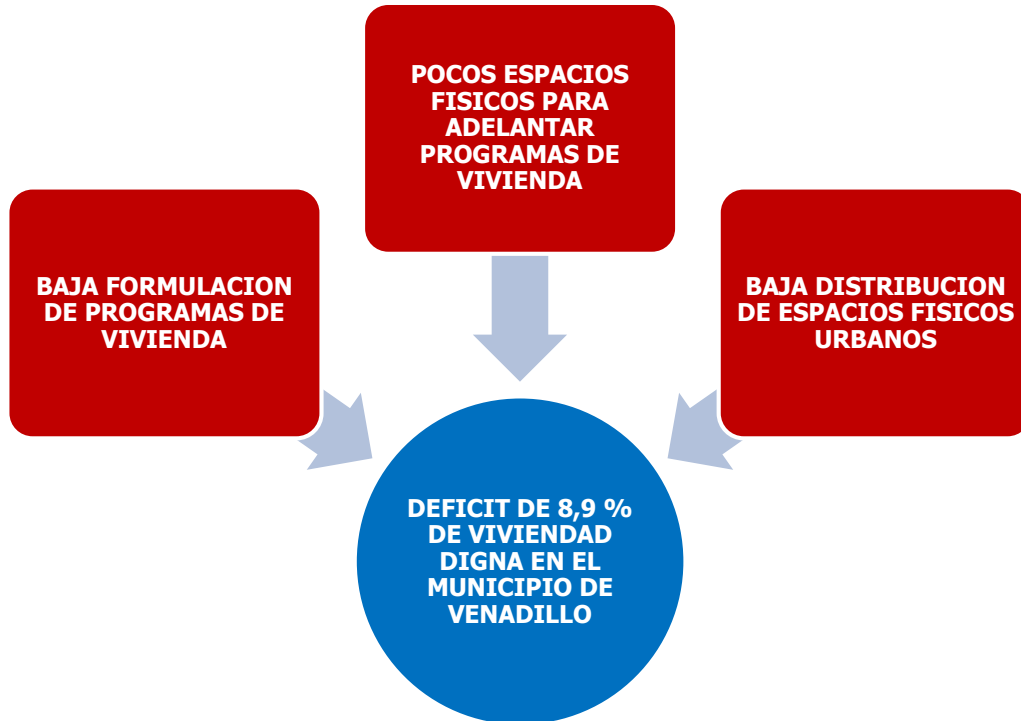 POCOS ESPACIOS
FISICOS PARA
ADELANTAR
PROGRAMAS DE
VIVIENDA
BAJA FORMULACION
DE PROGRAMAS DE
VIVIENDA
BAJA DISTRIBUCION
DE ESPACIOS FISICOS
URBANOS
DEFICIT DE 8,9 %
DE VIVIENDAD
DIGNA EN EL
MUNICIPIO DE
VENADILLO